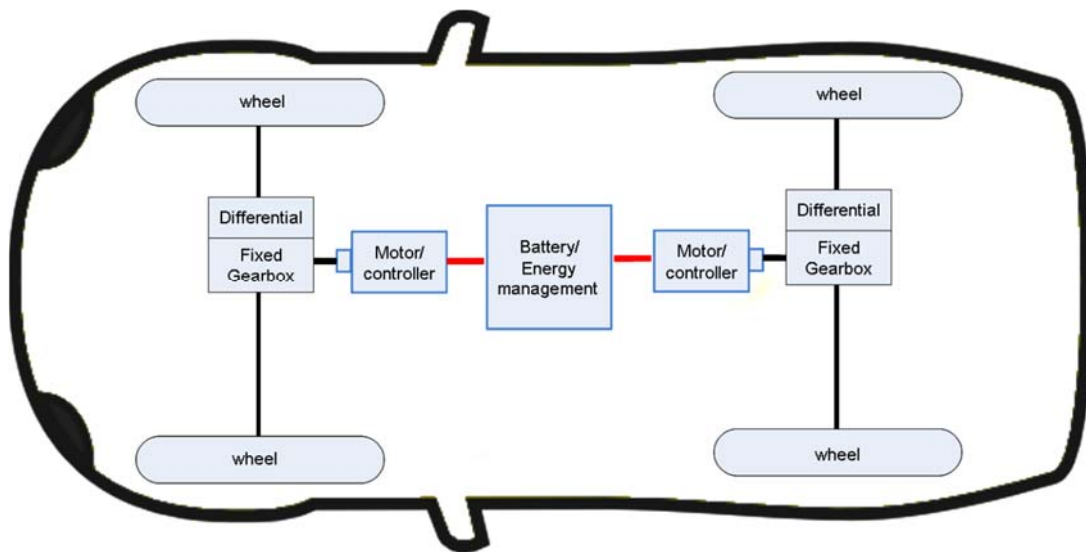 wheel
wheel
Differential
Fixed
Gearbox
Motor/
controller
Battery/
Energy
management
Motor/
controller
Differential
Fixed
Gearbox
wheel
wheel